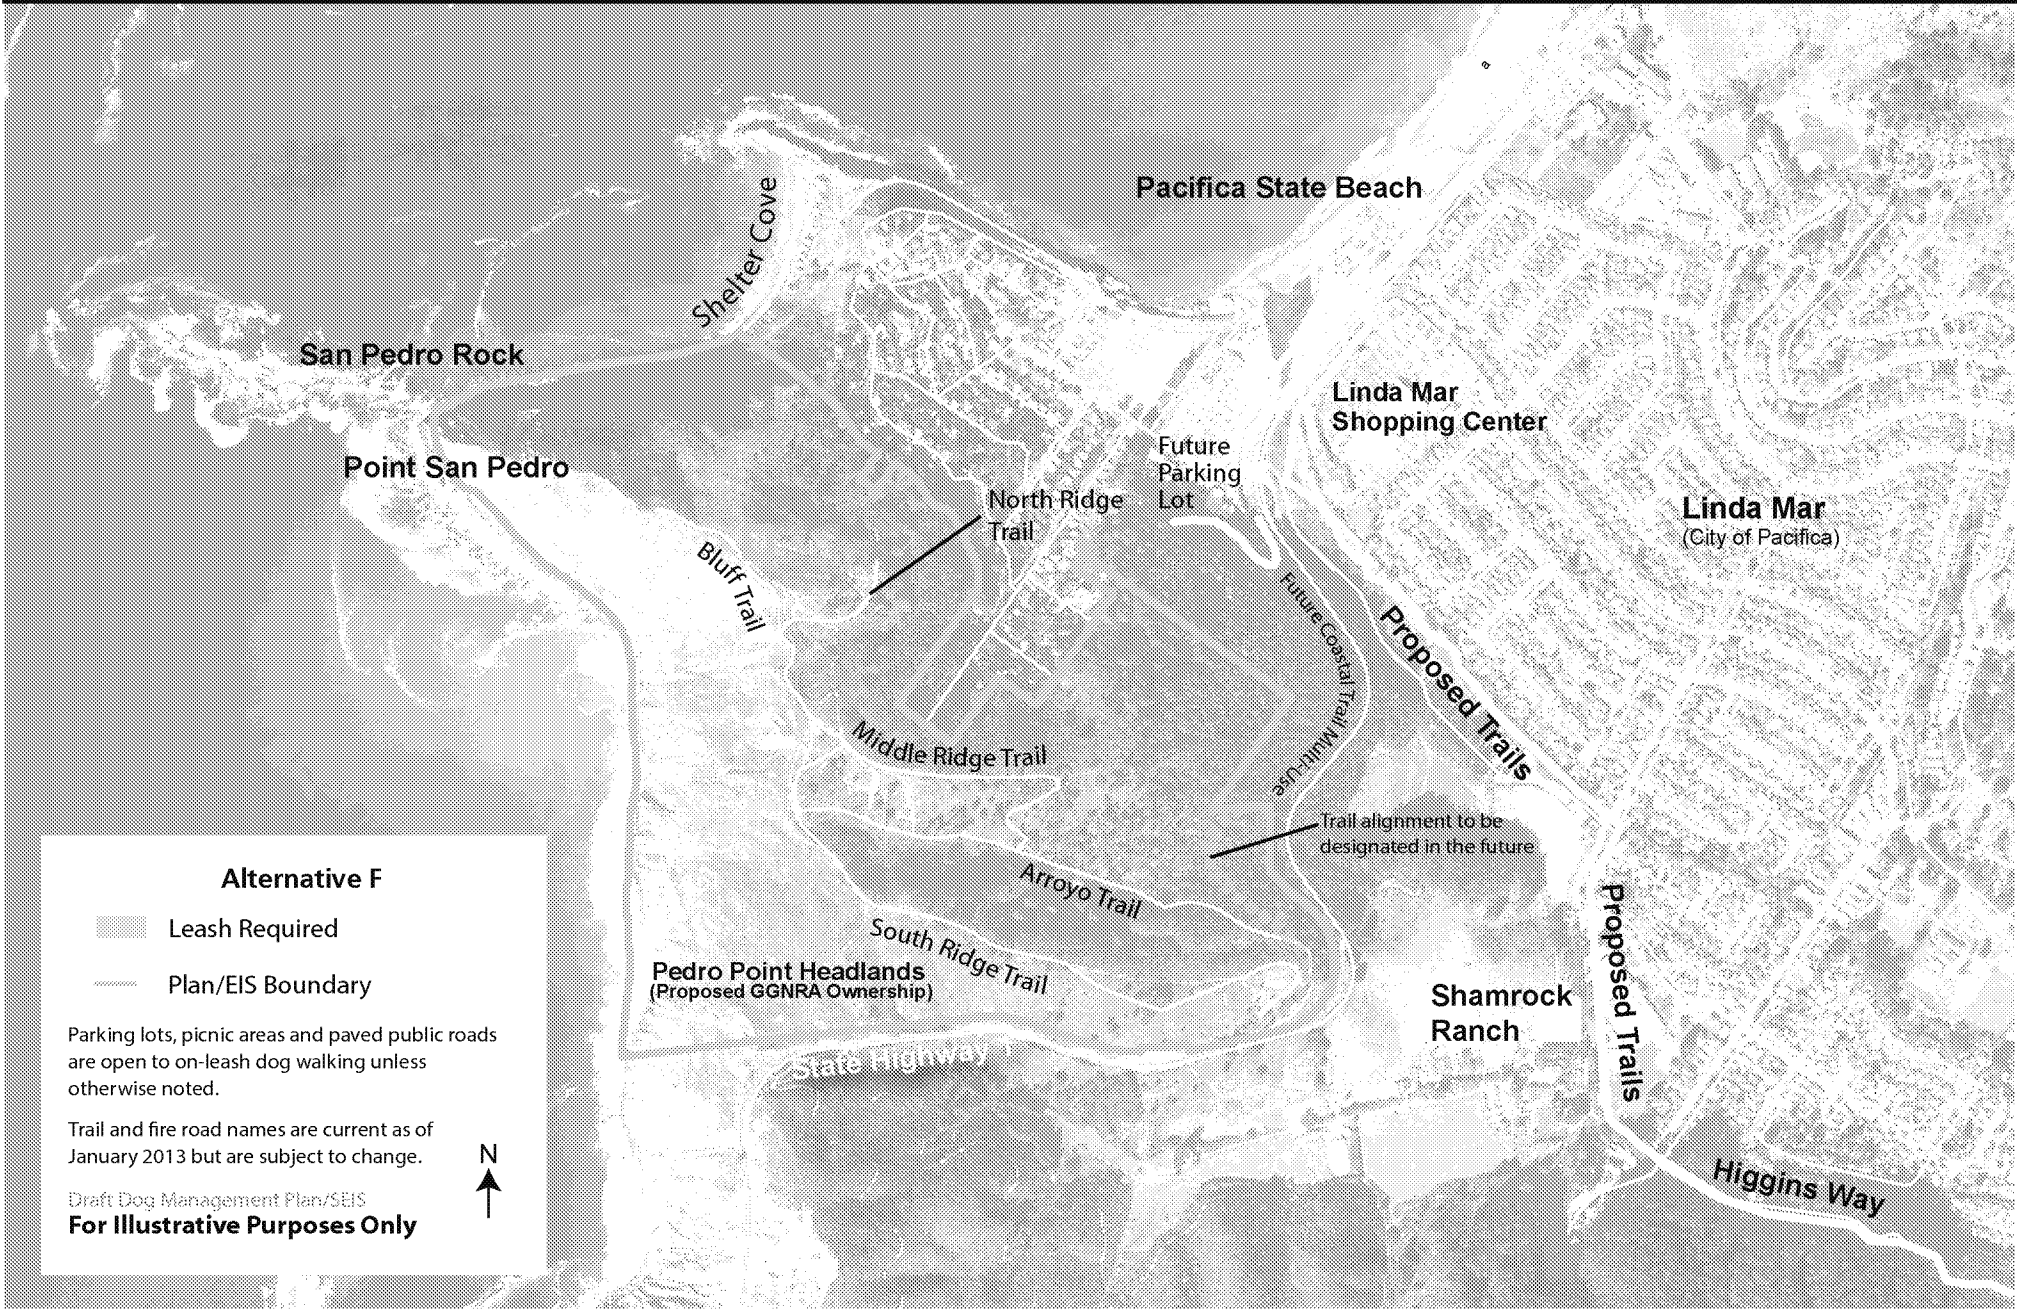 Pacifica State Beach
Shelter Cove
San Pedro Rock
Linda Mar
Shopping Center
Future
Parking
Lot
Point San Pedro
North Ridge
Trail
Linda Mar
(City of Pacifica)
Bluff Trail
Future Coastal Trail Multi-Use
Proposed Trails
Middle Ridge Trail
Trail alignment to be
designated in the future
Arroyo Trail
South Ridge Trail
Proposed Trails
Pedro Point Headlands
(Proposed GGNRA Ownership)
Shamrock
Ranch
State Highway 1
Higgins Way
Alternative F
Leash Required
Plan/EIS Boundary
Parking lots, picnic areas and paved public roads
are open to on-leash dog walking unless
otherwise noted.
Trail and fire road names are current as of
January 2013 but are subject to change.
N
Draft Dog Management Plan/SEIS
For Illustrative Purposes Only